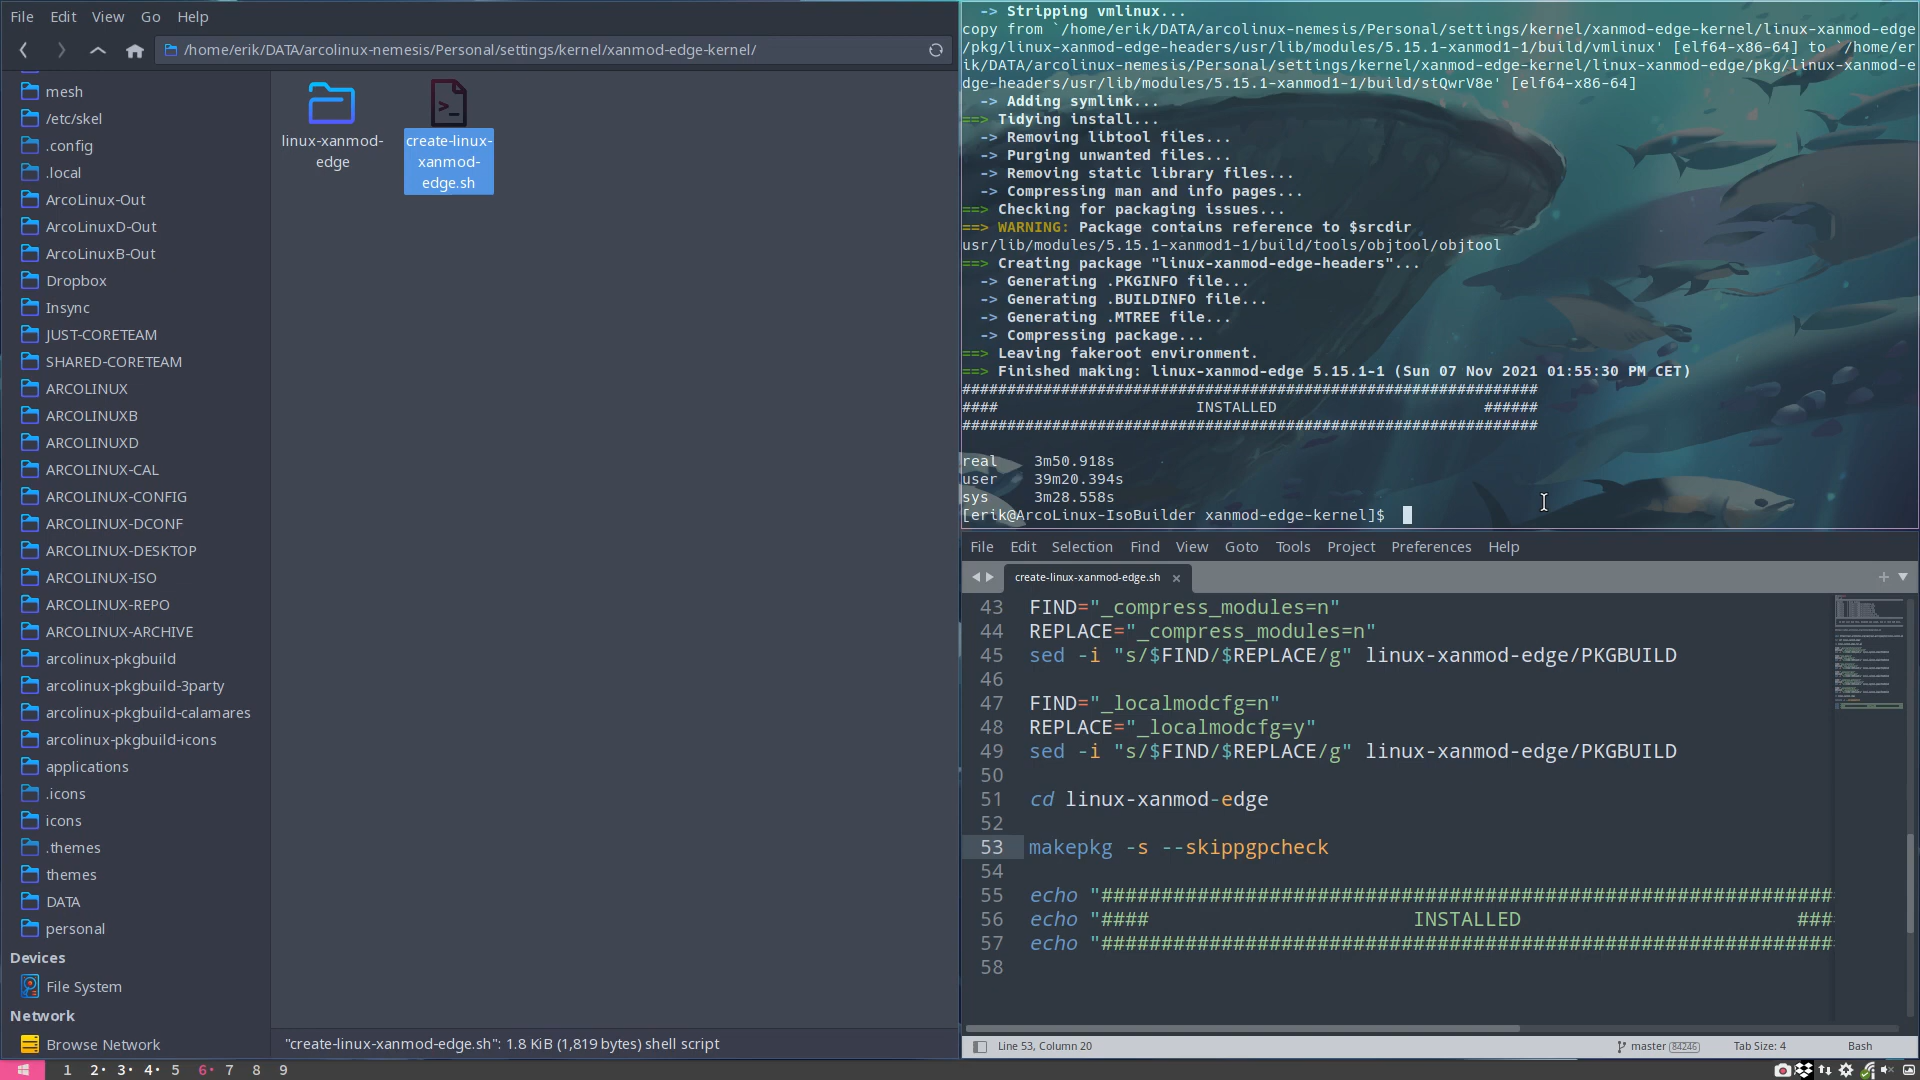 File Edit View Go Help
/home/erik/DATA/arcolinux-nemesis/Personal/settings/kernel/xanmod-edge-kernel/
mesh
/etc/skel
.config
.local
ArcoLinux-Out
ArcoLinuxD-Out
ArcoLinuxB-Out
Dropbox
Insync
JUST-CORETEAM
SHARED-CORETEAM
ARCOLINUX
ARCOLINUXB
ARCOLINUXD
ARCOLINUX-CAL
ARCOLINUX-CONFIG
ARCOLINUX-DCONF
ARCOLINUX-DESKTOP
ARCOLINUX-ISO
ARCOLINUX-REPO
ARCOLINUX-ARCHIVE
arcolinux-pkgbuild
arcolinux-pkgbuild-3party
arcolinux-pkgbuild-calamares
arcolinux-pkgbuild-icons
applications
.icons
icons
.themes
themes
DATA
personal
Devices
File System
Network
Browse Network
linux-xanmod-
edge
create-linux-
xanmod-
edge.sh
"create-linux-xanmod-edge.sh": 1.8 KiB (1,819 bytes) shell script
-> Stripping vmlinux...
copy from `/home/erik/DATA/arcolinux-nemesis/Personal/settings/kernel/xanmod-edge-kernel/linux-xanmod-edge
/pkg/linux-xanmod-edge-headers/usr/lib/modules/5.15.1-xanmod1-1/build/vmlinux' [elf64-x86-64] to `/home/er
ik/DATA/arcolinux-nemesis/Personal/settings/kernel/xanmod-edge-kernel/linux-xanmod-edge/pkg/linux-xanmod-e
dge-headers/usr/lib/modules/5.15.1-xanmod1-1/build/stQwrV8e' [elf64-x86-64]
-> Adding symlink...
==> Tidying install...
-> Removing libtool files...
-> Purging unwanted files...
-> Removing static library files...
-> Compressing man and info pages...
==> Checking for packaging issues...
==> WARNING: Package contains reference to $srcdir
usr/lib/modules/5.15.1-xanmod1-1/build/tools/objtool/objtool
==> Creating package "linux-xanmod-edge-headers"...
-> Generating .PKGINFO file...
-> Generating .BUILDINFO file...
-> Generating .MTREE file...
-> Compressing package...
==> Leaving fakeroot environment.
==> Finished making: linux-xanmod-edge 5.15.1-1 (Sun 07 Nov 2021 01:55:30 PM CET)
################################################################
#### INSTALLED ######
################################################################
real 3m50.918s
user 39m20.394s
sys 3m28.558s
[erik@ArcoLinux-IsoBuilder xanmod-edge-kernel]$
File Edit Selection Find View Goto Tools Project Preferences Help
create-linux-xanmod-edge.sh ×
43 FIND="_compress_modules=n"
44 REPLACE="_compress_modules=n"
45 sed -i "s/$FIND/$REPLACE/g" linux-xanmod-edge/PKGBUILD
46
47 FIND="_localmodcfg=n"
48 REPLACE="_localmodcfg=y"
49 sed -i "s/$FIND/$REPLACE/g" linux-xanmod-edge/PKGBUILD
50
51 cd linux-xanmod-edge
52
53 makepkg -s --skippgpcheck
54
55 echo "#############################################################
56 echo "#### INSTALLED ###
57 echo "#############################################################
58
Line 53, Column 20 master 84246 Tab Size: 4 Bash
1 2· 3· 4· 5 6· 7 8 9